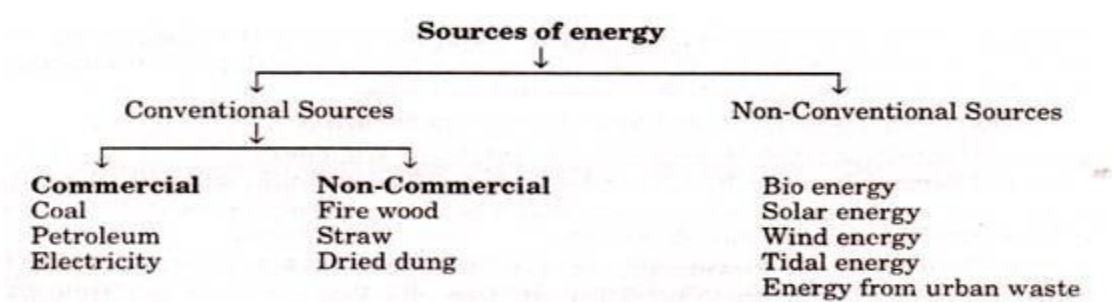 Sources of energy
Conventional Sources
Non-Conventional Sources
Commercial
Coal
Petroleum
Electricity
Non-Commercial
Fire wood
Straw
Dried dung
Bio energy
Solar energy
Wind energy
Tidal energy
Energy from urban waste